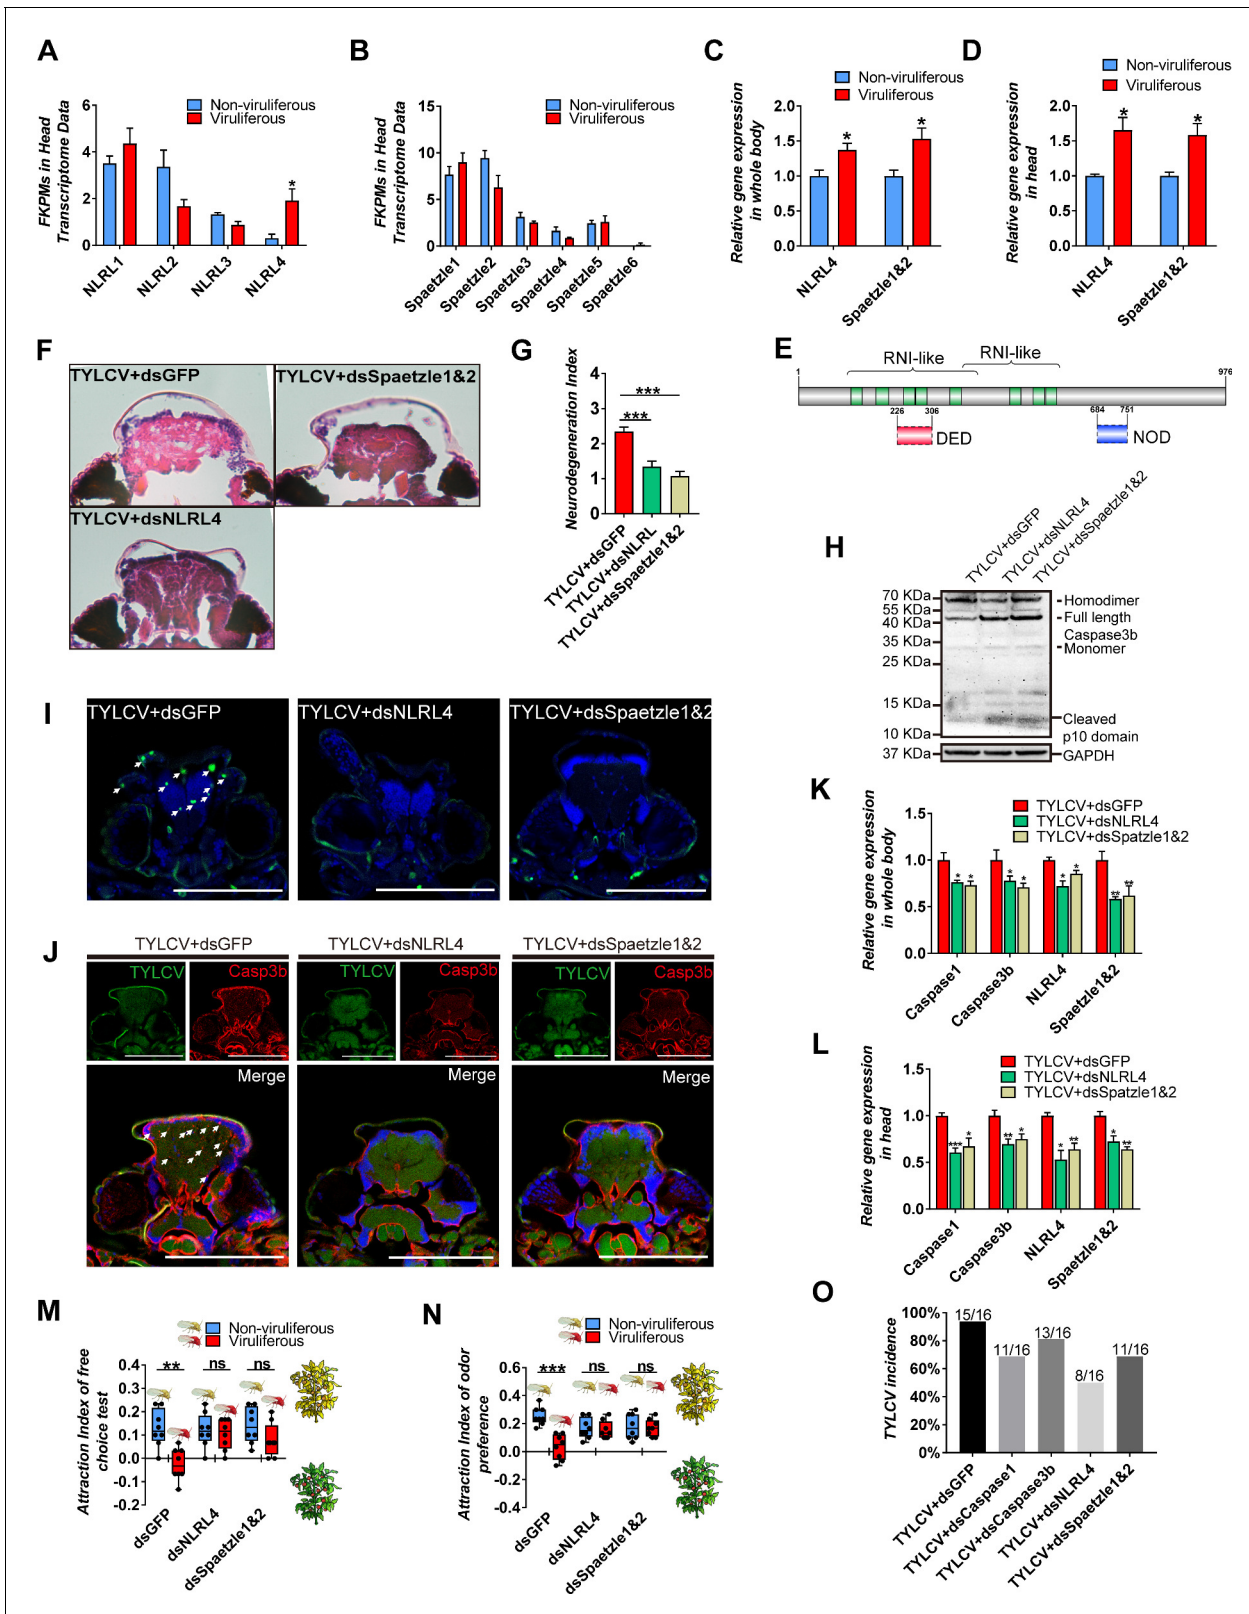 A
Non-viruliferous
Viruliferous
FKPMs in Head
Transcriptome Data
6
4
2
0
*
NLRL1
NLRL2
NLRL3
NLRL4
B
Non-viruliferous
Viruliferous
FKPMs in Head
Transcriptome Data
15
10
5
0
Spaetzle1
Spaetzle2
Spaetzle3
Spaetzle4
Spaetzle5
Spaetzle6
C
Non-viruliferous
Viruliferous
Relative gene expression
in whole body
2.0
1.5
1.0
0.5
0.0
*
*
NLRL4
Spaetzle1&2
D
Non-viruliferous
Viruliferous
Relative gene expression
in head
2.0
1.5
1.0
0.5
0.0
*
*
NLRL4
Spaetzle1&2
E
RNI-like
RNI-like
1
976
226
306
684
751
DED
NOD
F
TYLCV+dsGFP
TYLCV+dsSpaetzle1&2
TYLCV+dsNLRL4
G
Neurodegeneration Index
4
3
2
1
0
***
***
TYLCV+dsGFP
TYLCV+dsNLRL
TYLCV+dsSpaetzle1&2
H
TYLCV+dsGFP
TYLCV+dsNLRL4
TYLCV+dsSpaetzle1&2
70 KDa
55 KDa
40 KDa
35 KDa
25 KDa
15 KDa
10 KDa
37 KDa
Homodimer
Full length
Caspase3b
Monomer
Cleaved
p10 domain
GAPDH
I
TYLCV+dsGFP
TYLCV+dsNLRL4
TYLCV+dsSpaetzle1&2
J
TYLCV+dsGFP
TYLCV+dsNLRL4
TYLCV+dsSpaetzle1&2
TYLCV
Casp3b
TYLCV
Casp3b
TYLCV
Casp3b
Merge
Merge
Merge
K
TYLCV+dsGFP
TYLCV+dsNLRL4
TYLCV+dsSpatzle1&2
Relative gene expression
in whole body
1.5
1.0
0.5
0.0
* *
* *
* *
** **
Caspase1
Caspase3b
NLRL4
Spaetzle1&2
L
TYLCV+dsGFP
TYLCV+dsNLRL4
TYLCV+dsSpatzle1&2
Relative gene expression
in head
1.5
1.0
0.5
0.0
*** *
** *
* **
* **
Caspase1
Caspase3b
NLRL4
Spaetzle1&2
M
Non-viruliferous
Viruliferous
Attraction Index of free
choice test
0.4
0.3
0.2
0.1
0.0
-0.1
-0.2
** ns ns
dsGFP
dsNLRL4
dsSpaetzle1&2
N
Non-viruliferous
Viruliferous
Attraction Index of odor
preference
0.6
0.4
0.2
0.0
-0.2
-0.4
*** ns ns
dsGFP
dsNLRL4
dsSpaetzle1&2
O
TYLCV incidence
100%
80%
60%
40%
20%
0%
15/16
11/16
13/16
8/16
11/16
TYLCV+dsGFP
TYLCV+dsCaspase1
TYLCV+dsCaspase3b
TYLCV+dsNLRL4
TYLCV+dsSpaetzle1&2